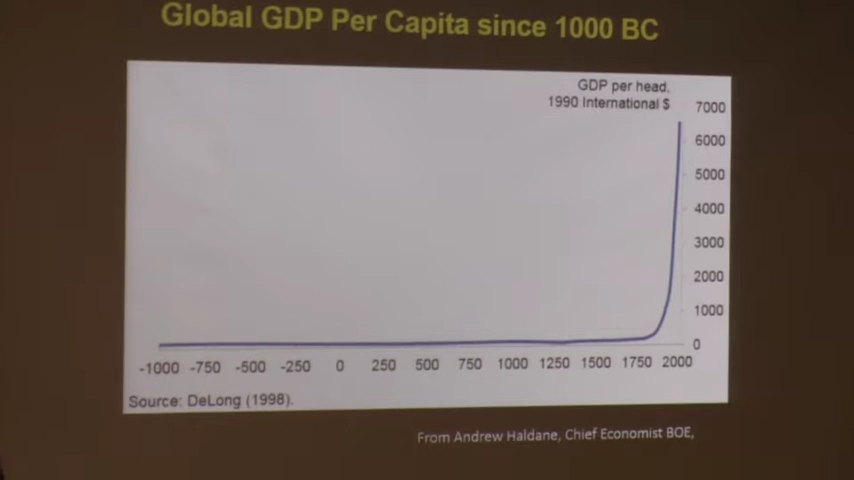 Global GDP Per Capita since 1000 BC
GDP per head,
1990 International $
7000
6000
5000
4000
3000
2000
1000
0
-1000 -750 -500 -250 0 250 500 750 1000 1250 1500 1750 2000
Source: DeLong (1998).
From Andrew Haldane, Chief Economist BOE,